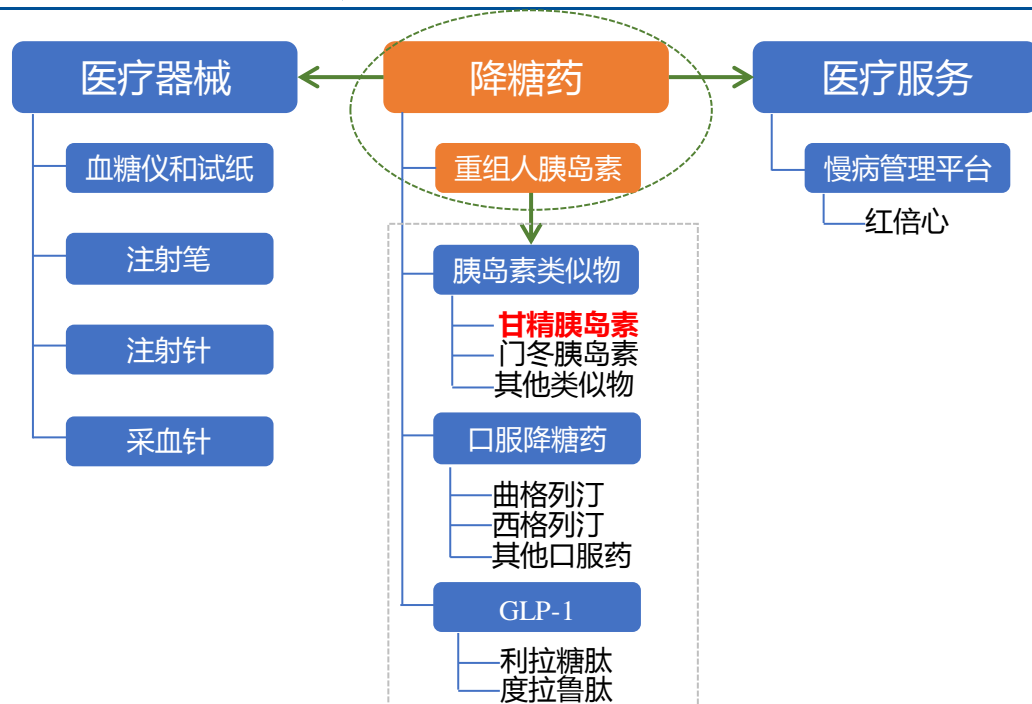 医疗器械
血糖仪和试纸
注射笔
注射针
采血针
降糖药
重组人胰岛素
胰岛素类似物
甘精胰岛素
门冬胰岛素
其他类似物
口服降糖药
曲格列汀
西格列汀
其他口服药
GLP-1
利拉糖肽
度拉鲁肽
医疗服务
慢病管理平台
红倍心